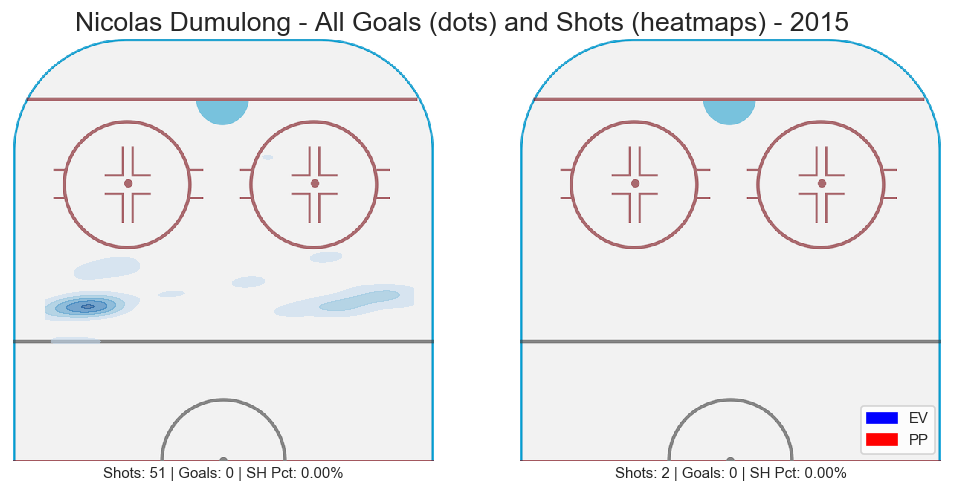 Nicolas Dumulong - All Goals (dots) and Shots (heatmaps) - 2015
EV
PP
Shots: 51 | Goals: 0 | SH Pct: 0.00%
Shots: 2 | Goals: 0 | SH Pct: 0.00%